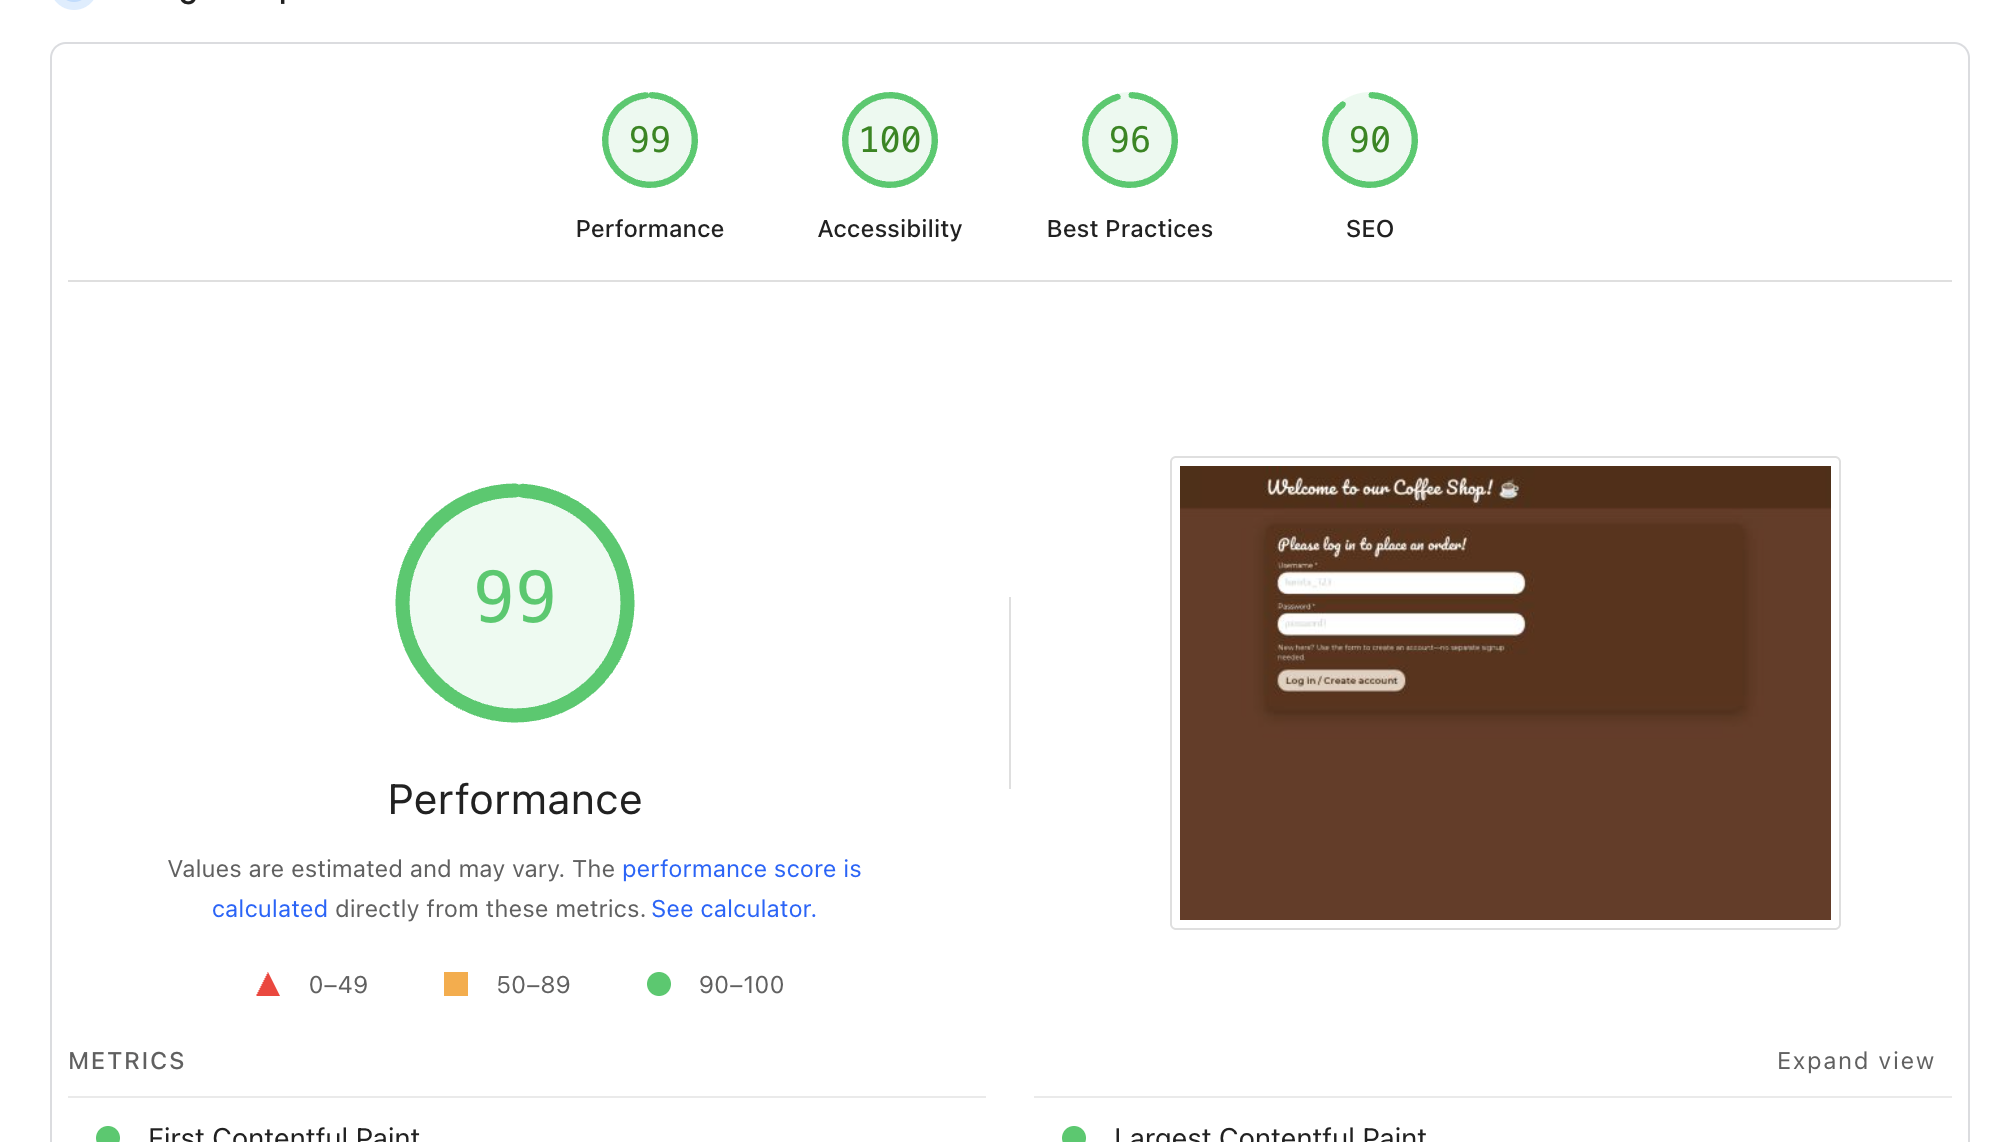 99
100
96
90
Performance
Accessibility
Best Practices
SEO
99
Performance
Values are estimated and may vary. The performance score is
calculated directly from these metrics. See calculator.
0–49
50–89
90–100
Welcome to our Coffee Shop! ☕
Please log in to place an order!
Username *
barista_123
Password *
password!
New here? Use the form to create an account—no separate signup
needed.
Log in / Create account
METRICS
Expand view
First Contentful Paint
Largest Contentful Paint